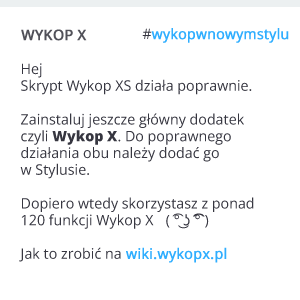 WYKOP X #wykopwnowymstylu
Hej
Skrypt Wykop XS działa poprawnie.
Zainstaluj jeszcze główny dodatek
czyli Wykop X. Do poprawnego
działania obu należy dodać go
w Stylusie.
Dopiero wtedy skorzystasz z ponad
120 funkcji Wykop X ( ͡° ͜ʖ ͡°)
Jak to zrobić na wiki.wykopx.pl